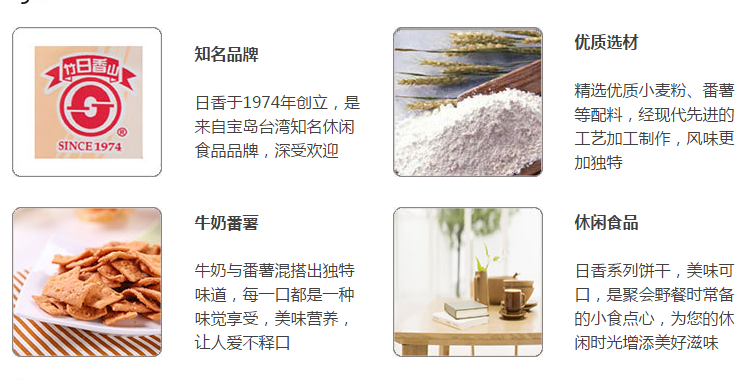 竹日香山
®
SINCE 1974
知名品牌
日香于1974年创立，是
来自宝岛台湾知名休闲
食品品牌，深受欢迎
优质选材
精选优质小麦粉、番薯
等配料，经现代先进的
工艺加工制作，风味更
加独特
牛奶番薯
牛奶与番薯混搭出独特
味道，每一口都是一种
味觉享受，美味营养，
让人爱不释口
休闲食品
日香系列饼干，美味可
口，是聚会野餐时常备
的小食点心，为您的休
闲时光增添美好滋味